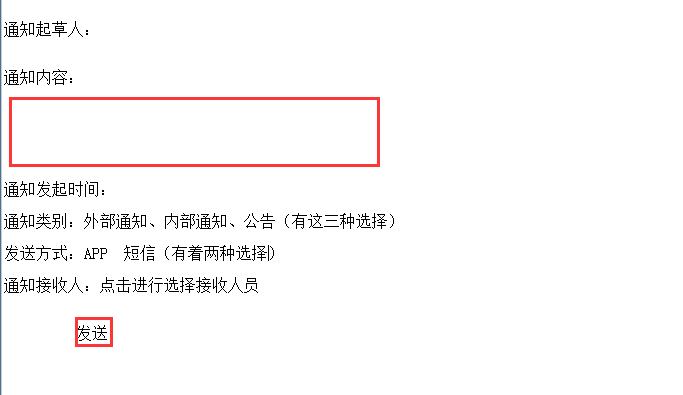 通知起草人：
通知内容：
通知发起时间：
通知类别：外部通知、内部通知、公告（有这三种选择）
发送方式：APP  短信（有着两种选择）
通知接收人：点击进行选择接收人员
发送